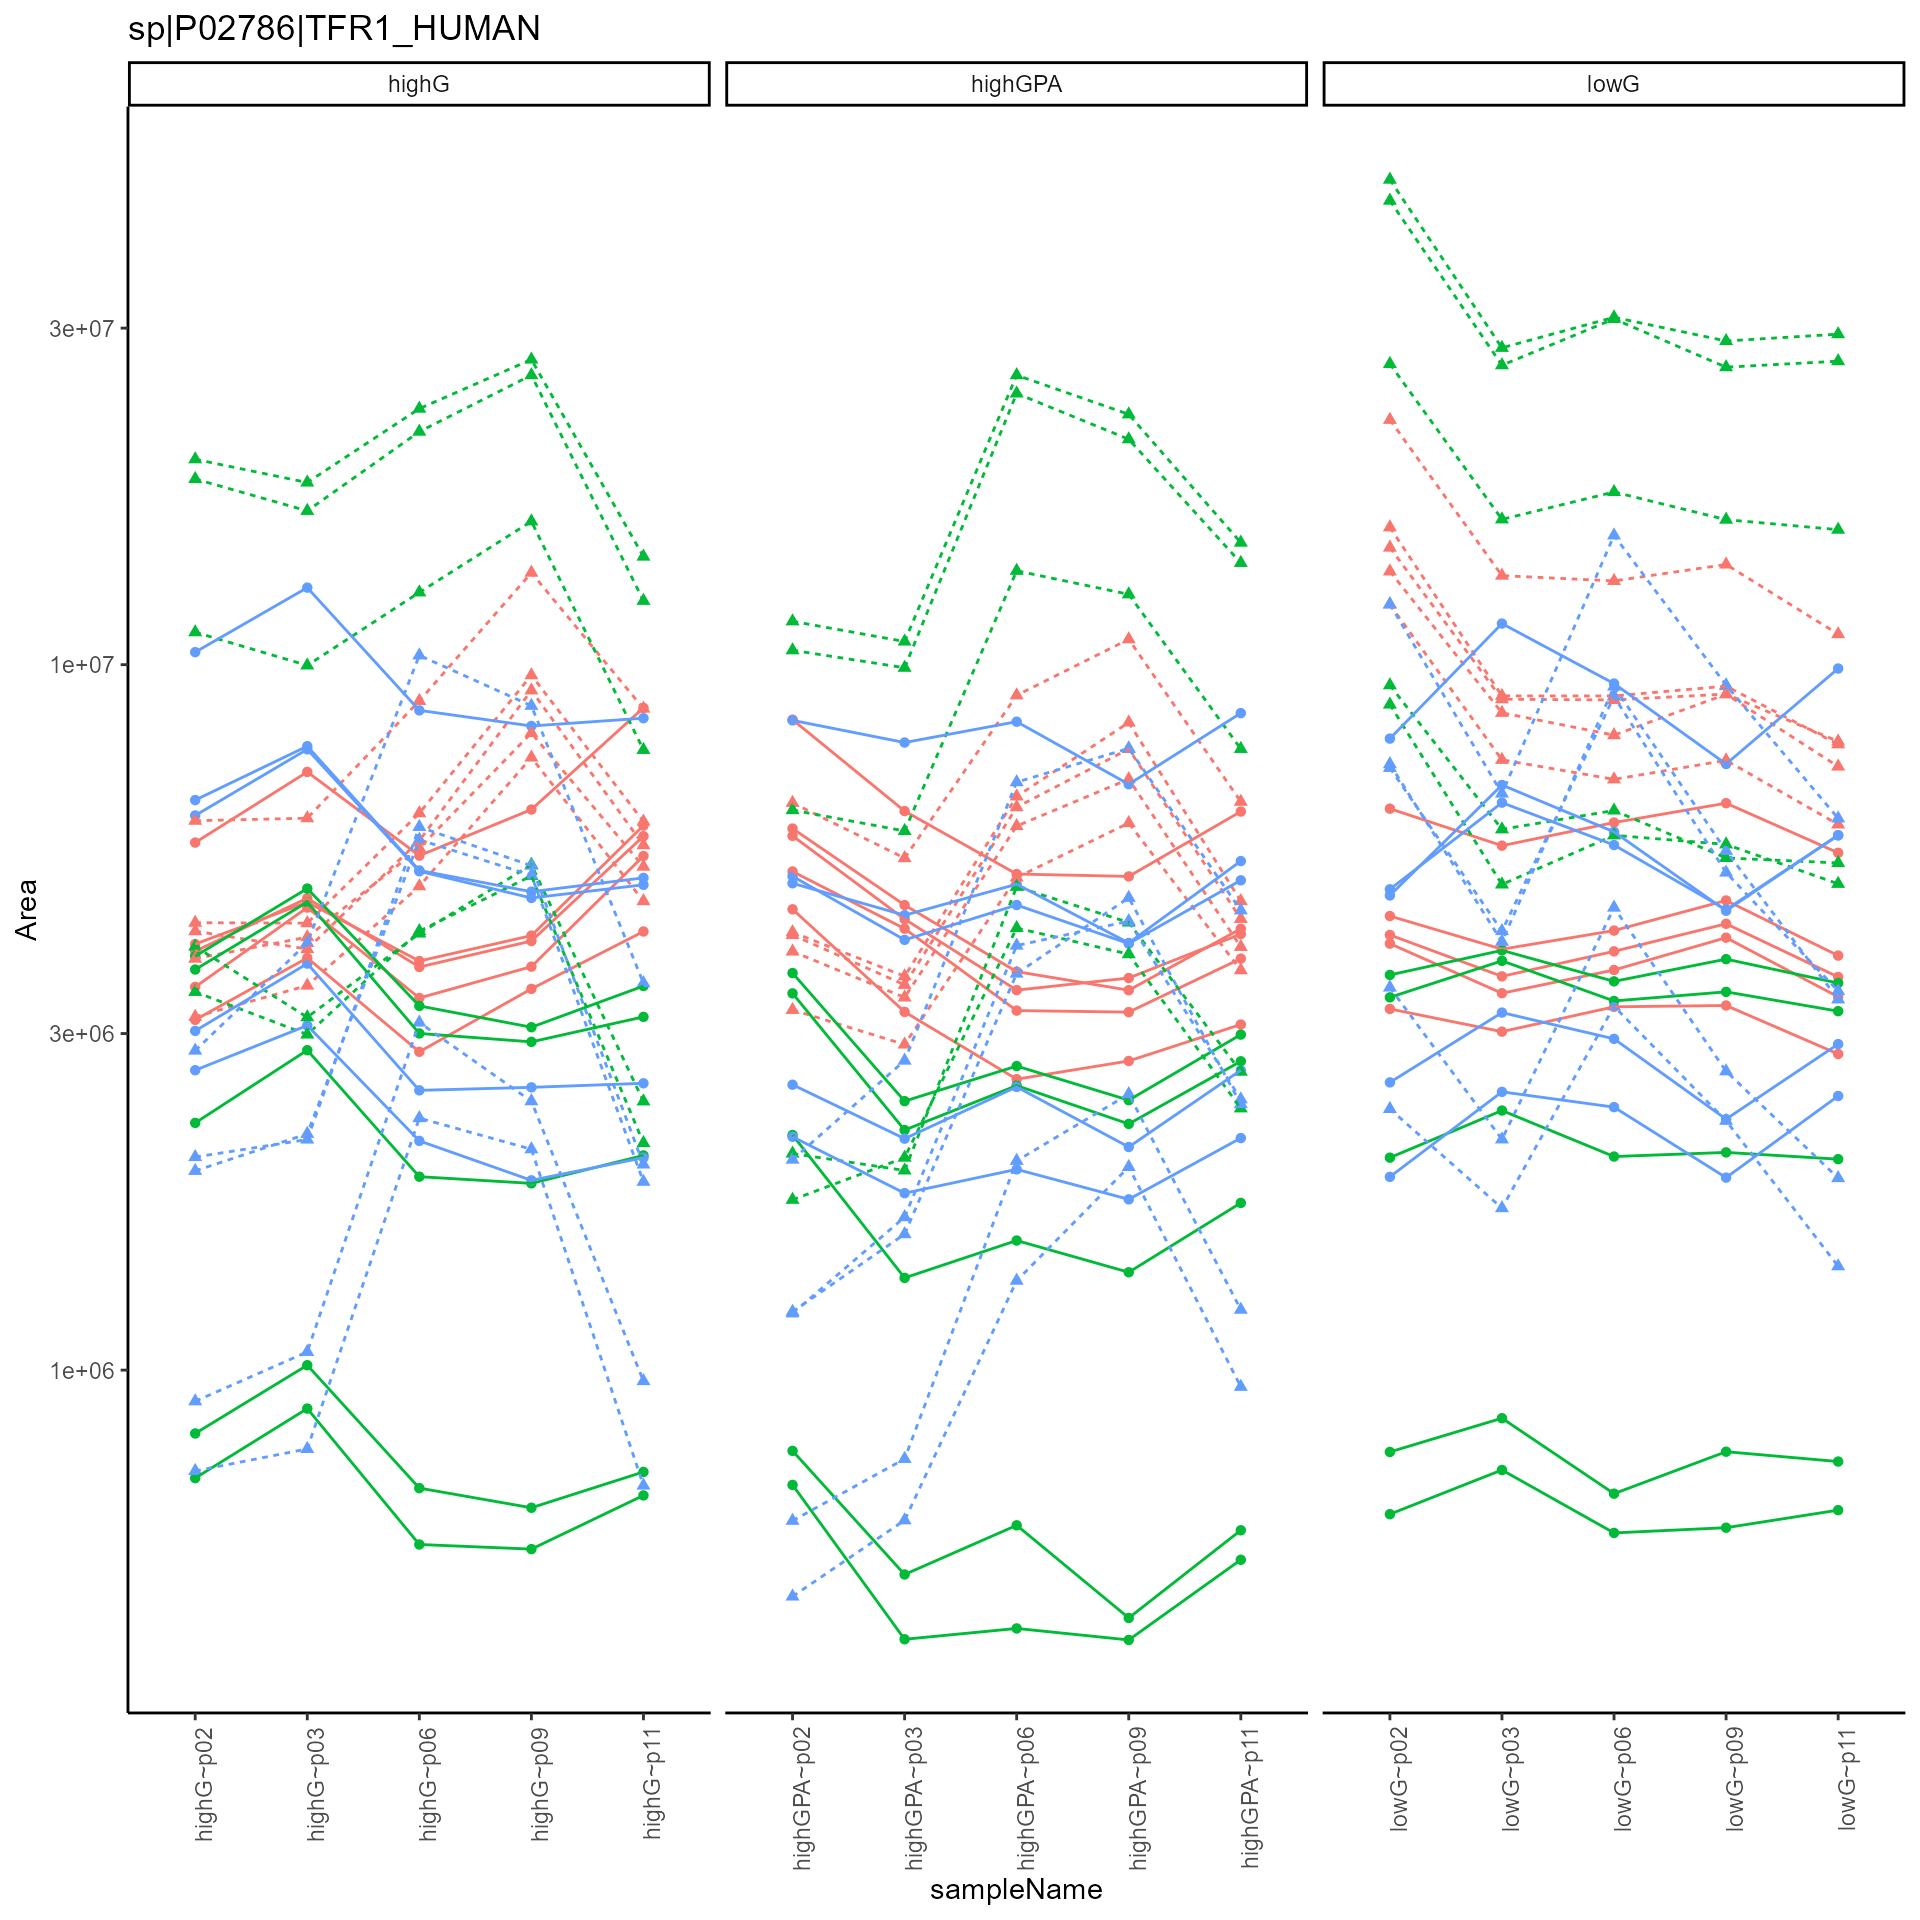 sp|P02786|TFR1_HUMAN
highG
highGPA
lowG
Area
3e+07
1e+07
3e+06
1e+06
highG~p02
highG~p03
highG~p06
highG~p09
highG~p11
highGPA~p02
highGPA~p03
highGPA~p06
highGPA~p09
highGPA~p11
lowG~p02
lowG~p03
lowG~p06
lowG~p09
lowG~p11
sampleName